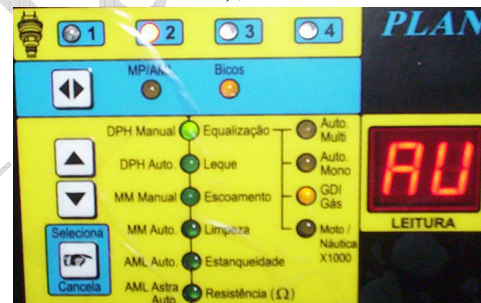 1 2 3 4
PLAN
MP/AMI Bicos
DPH Manual Equalização Auto. Multi
DPH Auto. Leque Auto. Mono
MM Manual Escoamento GDI Gás
MM Auto. Limpeza Moto / Náutica X1000
AML Auto. Estanqueidade
AML Astra Auto. Resistência (Ω)
Seleciona
Cancela
AU
LEITURA